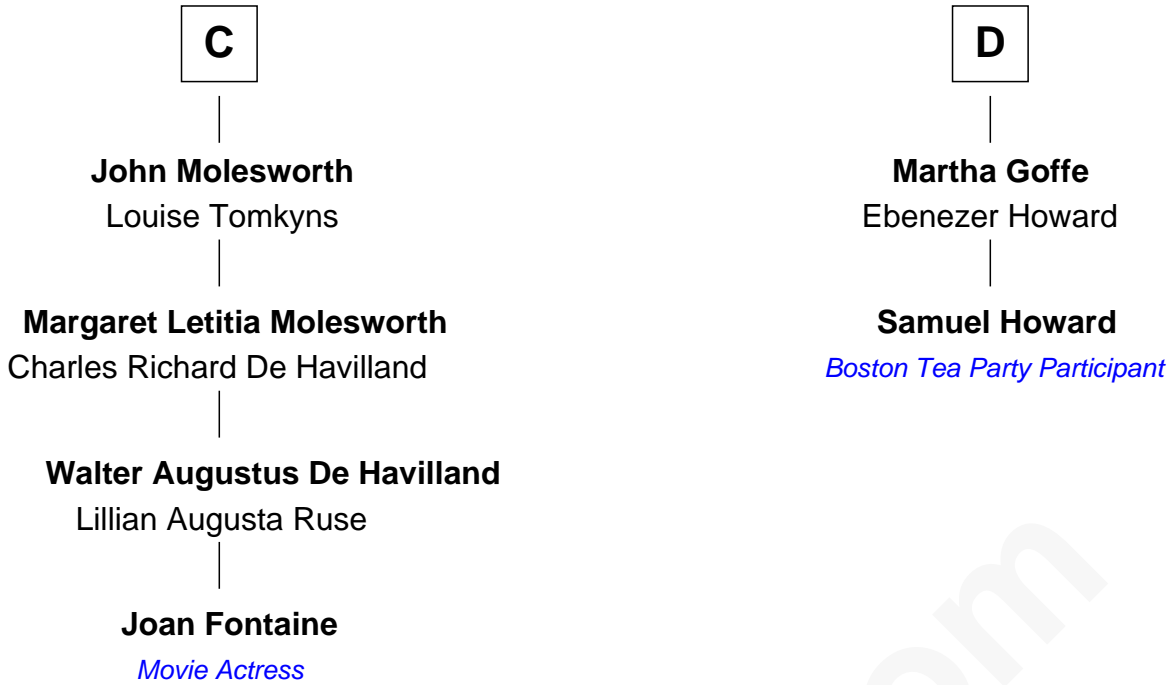 C
John Molesworth
Louise Tomkyns
Margaret Letitia Molesworth
Charles Richard De Havilland
Walter Augustus De Havilland
Lillian Augusta Ruse
Joan Fontaine
Movie Actress
D
Martha Goffe
Ebenezer Howard
Samuel Howard
Boston Tea Party Participant
om